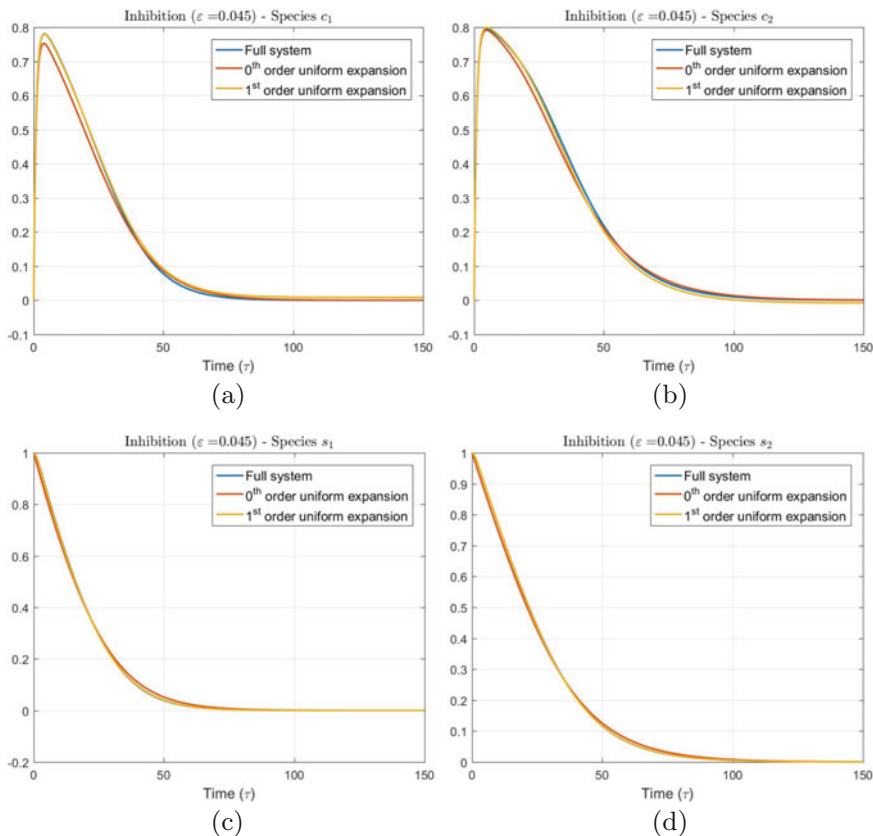 Inhibition (ε =0.045) - Species c₁
Full system
0th order uniform expansion
1st order uniform expansion
0.8
0.7
0.6
0.5
0.4
0.3
0.2
0.1
0
-0.1
0 50 100 150
Time (τ)
(a)
Inhibition (ε =0.045) - Species c₂
Full system
0th order uniform expansion
1st order uniform expansion
0.8
0.7
0.6
0.5
0.4
0.3
0.2
0.1
0
-0.1
0 50 100 150
Time (τ)
(b)
Inhibition (ε =0.045) - Species s₁
Full system
0th order uniform expansion
1st order uniform expansion
1
0.8
0.6
0.4
0.2
0
-0.2
0 50 100 150
Time (τ)
(c)
Inhibition (ε =0.045) - Species s₂
Full system
0th order uniform expansion
1st order uniform expansion
1
0.9
0.8
0.7
0.6
0.5
0.4
0.3
0.2
0.1
0
0 50 100 150
Time (τ)
(d)